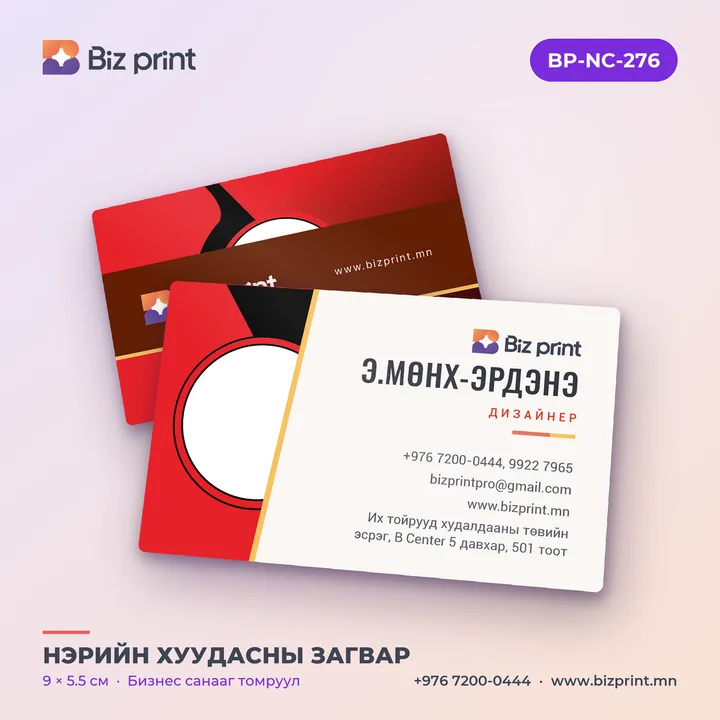 Biz print
BP-NC-276
www.bizprint.mn
Biz print
Э.МӨНХ-ЭРДЭНЭ
ДИЗАЙНЕР
+976 7200-0444, 9922 7965
bizprintpro@gmail.com
www.bizprint.mn
Их тойрууд худалдааны төвийн
эсрэг, B Center 5 давхар, 501 тоот
НЭРИЙН ХУУДАСНЫ ЗАГВАР
9 × 5.5 см · Бизнес санааг томруул
+976 7200-0444 · www.bizprint.mn